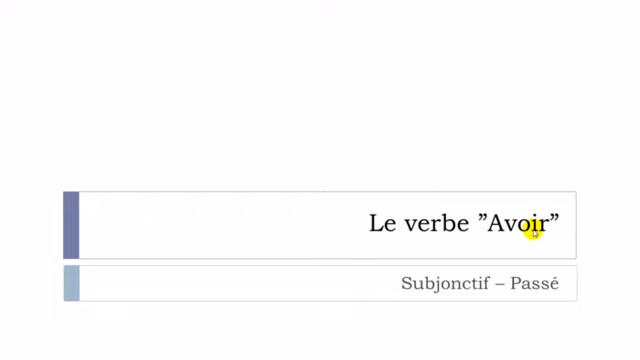 Le verbe ”Avoir”
Subjonctif – Passé